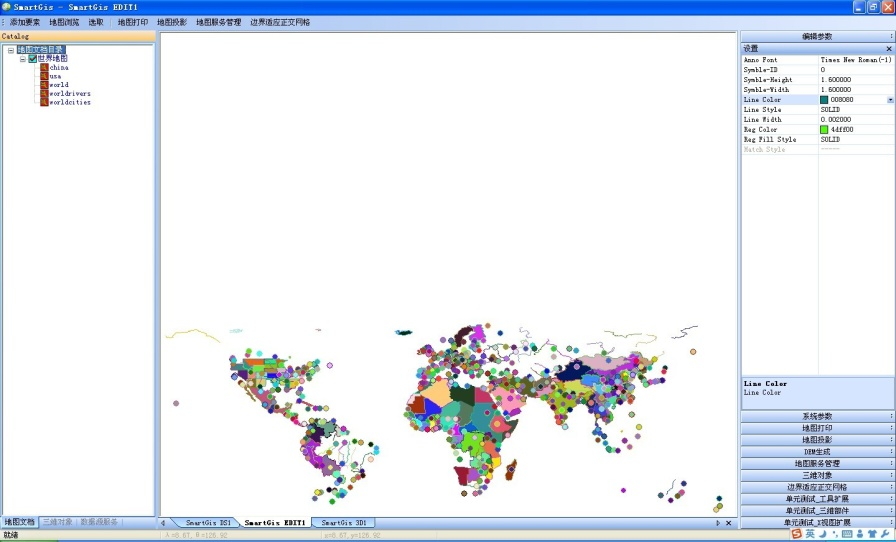 SmartGis - SmartGis EDIT1
添加要素 地图浏览 选取 地图打印 地图投影 地图服务管理 边界适应正交网格
Catalog
地图文档目录
世界地图
china
usa
world
worldrivers
worldcities
地图文档 三维对象 数据源服务
SmartGis DS1 SmartGis EDIT1 SmartGis 3D1
编辑参数
设置
Anno Font Times New Roman(-1)
Symble-ID 0
Symble-Height 1.600000
Symble-Width 1.600000
Line Color 008080
Line Style SOLID
Line Width 0.002000
Reg Color 4dff00
Reg Fill Style SOLID
Hatch Style -----
Line Color
Line Color
系统参数
地图打印
地图投影
DEM生成
地图服务管理
三维对象
边界适应正交网格
单元测试_工具扩展
单元测试_三维部件
单元测试_X视图扩展
就绪